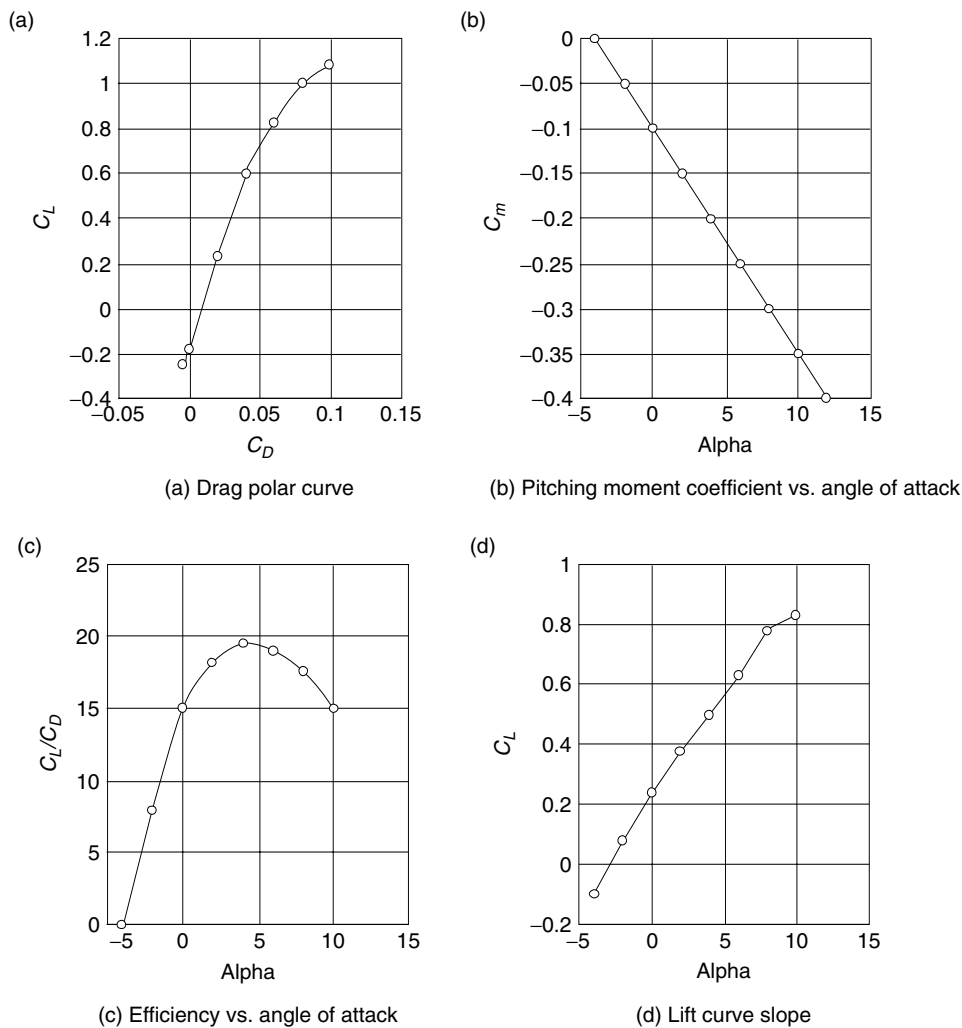 (a)
1.2
1
0.8
0.6
0.4
0.2
0
−0.2
−0.4
C_L
−0.05 0 0.05 0.1 0.15
C_D
(a) Drag polar curve
(b)
0
−0.05
−0.1
−0.15
−0.2
−0.25
−0.3
−0.35
−0.4
C_m
−5 0 5 10 15
Alpha
(b) Pitching moment coefficient vs. angle of attack
(c)
25
20
15
10
5
0
C_L/C_D
−5 0 5 10 15
Alpha
(c) Efficiency vs. angle of attack
(d)
1
0.8
0.6
0.4
0.2
0
−0.2
C_L
−5 0 5 10 15
Alpha
(d) Lift curve slope